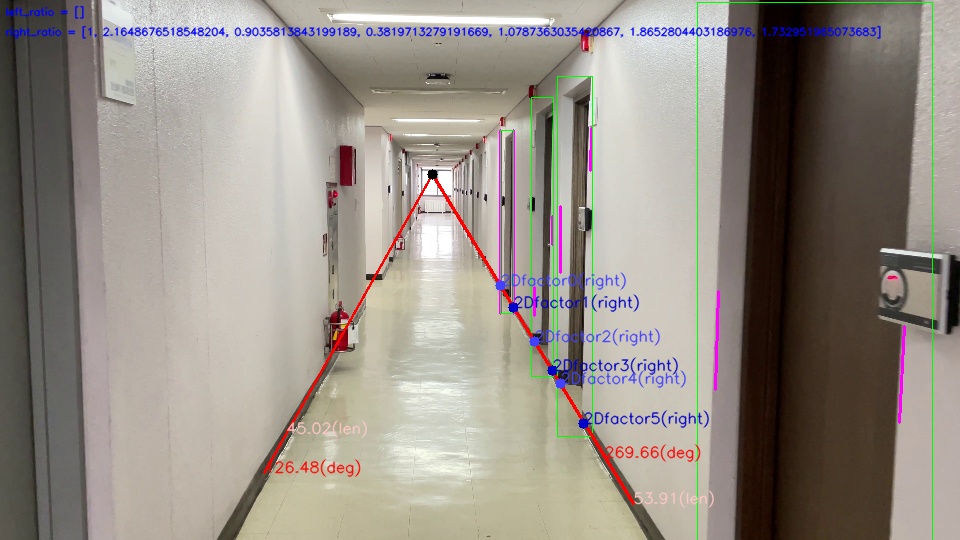 left_ratio = []
right_ratio = [1, 2.1648676518548204, 0.9035813843199189, 0.3819713279191669, 1.0787363035420867, 1.8652804403186976, 1.732951985073683]
2Dfactor0(right)
2Dfactor1(right)
2Dfactor2(right)
2Dfactor3(right)
2Dfactor4(right)
2Dfactor5(right)
45.02(len)
269.66(deg)
26.48(deg)
53.91(len)